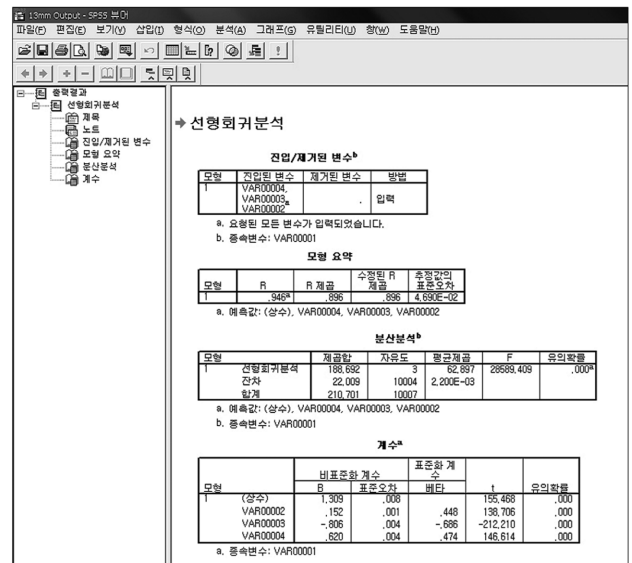 13mm Output - SPSS 뷰어
파일(F) 편집(E) 보기(V) 삽입(I) 형식(O) 분석(A) 그래프(G) 유틸리티(U) 창(W) 도움말(H)
출력결과
선형회귀분석
제목
노트
진입/제거된 변수
모형 요약
분산분석
계수
선형회귀분석
진입/제거된 변수b
모형 진입된 변수 제거된 변수 방법
1 VAR00004,
VAR00003,a . 입력
VAR00002
a. 요청된 모든 변수가 입력되었습니다.
b. 종속변수: VAR00001
모형 요약
수정된 R 추정값의
모형 R R 제곱 제곱 표준오차
1 .946a .896 .896 4.690E-02
a. 예측값: (상수), VAR00004, VAR00003, VAR00002
분산분석b
모형 제곱합 자유도 평균제곱 F 유의확률
1 선형회귀분석 188.692 3 62.897 28589.409 .000a
잔차 22.009 10004 2.200E-03
합계 210.701 10007
a. 예측값: (상수), VAR00004, VAR00003, VAR00002
b. 종속변수: VAR00001
계수a
표준화 계
비표준화 계수 수
모형 B 표준오차 베타 t 유의확률
1 (상수) 1.309 .008 155.468 .000
VAR00002 .152 .001 .448 138.706 .000
VAR00003 -.806 .004 -.686 -212.210 .000
VAR00004 .620 .004 .474 146.614 .000
a. 종속변수: VAR00001